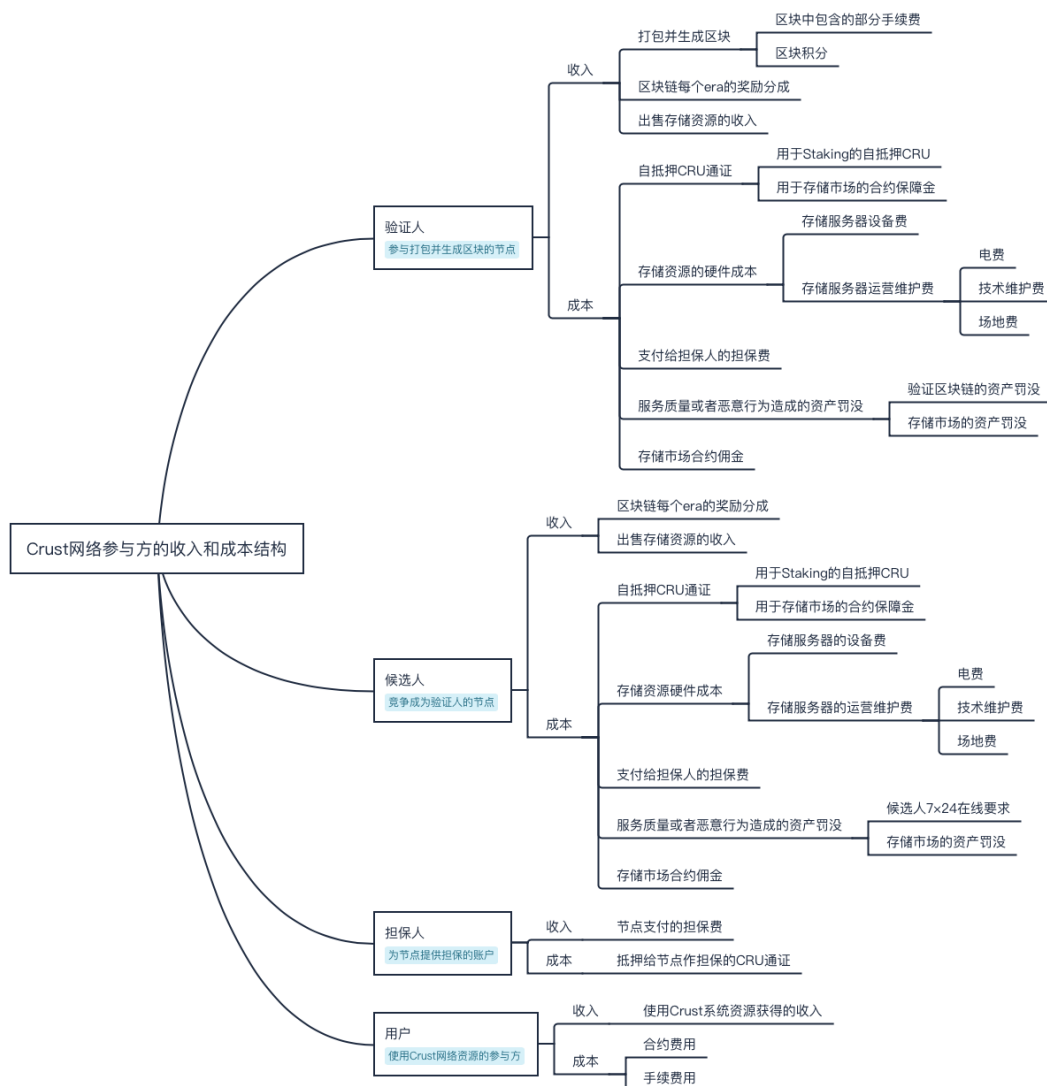 Crust网络参与方的收入和成本结构
验证人
参与打包并生成区块的节点
收入
打包并生成区块
区块中包含的部分手续费
区块积分
区块链每个era的奖励分成
出售存储资源的收入
成本
自抵押CRU通证
用于Staking的自抵押CRU
用于存储市场的合约保障金
存储资源的硬件成本
存储服务器设备费
存储服务器运营维护费
电费
技术维护费
场地费
支付给担保人的担保费
服务质量或者恶意行为造成的资产罚没
验证区块链的资产罚没
存储市场的资产罚没
存储市场合约佣金
候选人
竞争成为验证人的节点
收入
区块链每个era的奖励分成
出售存储资源的收入
成本
自抵押CRU通证
用于Staking的自抵押CRU
用于存储市场的合约保障金
存储资源硬件成本
存储服务器的设备费
存储服务器的运营维护费
电费
技术维护费
场地费
支付给担保人的担保费
服务质量或者恶意行为造成的资产罚没
候选人7×24在线要求
存储市场的资产罚没
存储市场合约佣金
担保人
为节点提供担保的账户
收入
节点支付的担保费
成本
抵押给节点作担保的CRU通证
用户
使用Crust网络资源的参与方
收入
使用Crust系统资源获得的收入
成本
合约费用
手续费用